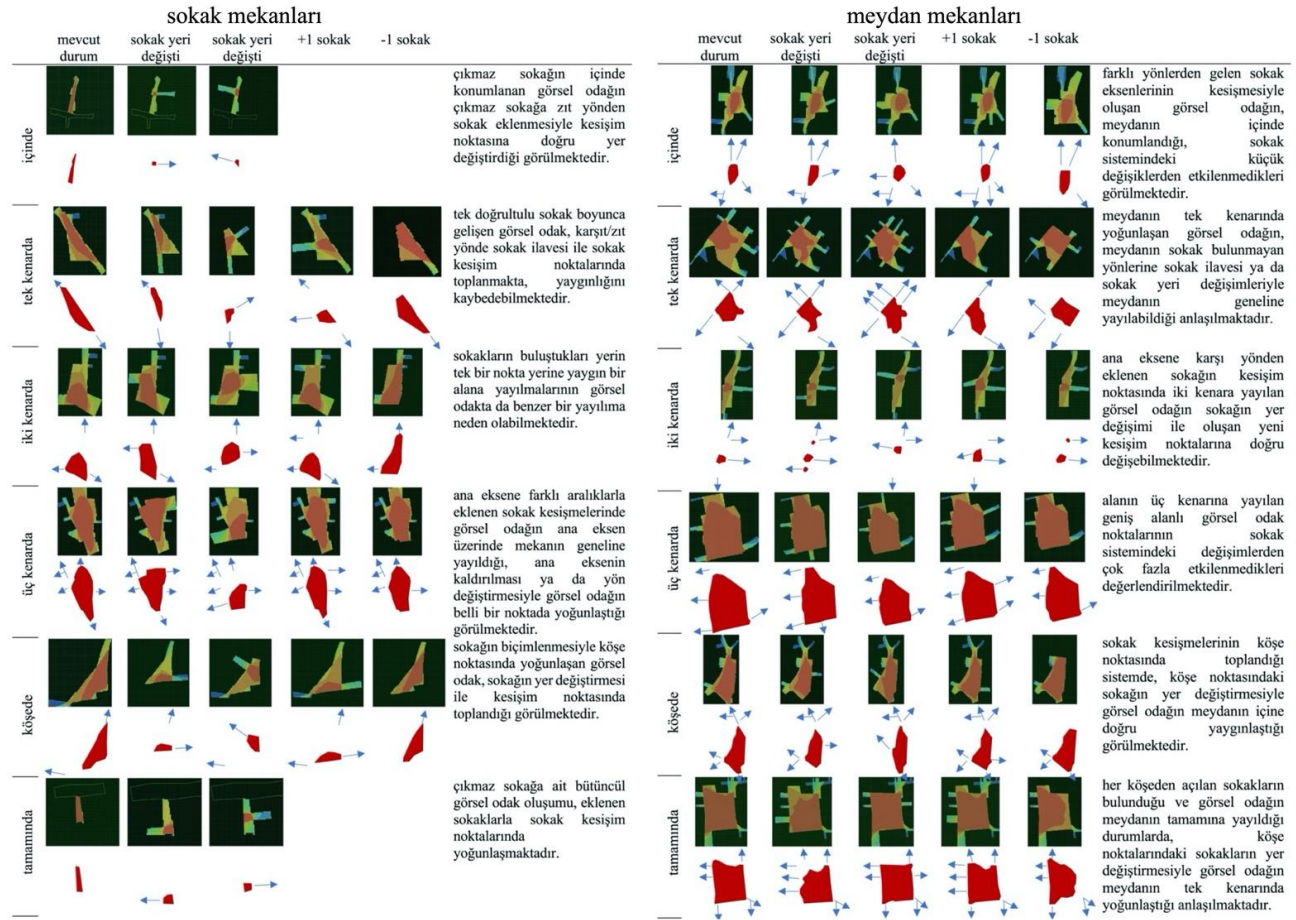 sokak mekanları
mevcut durum
sokak yeri değişti
sokak yeri değişti
+1 sokak
-1 sokak
içinde
çıkmaz sokağın içinde
konumlanan görsel odağın
çıkmaz sokağa zıt yönden
sokak eklenmesiyle kesişim
noktasına doğru yer
değiştirdiği görülmektedir.
tek kenarda
tek doğrultulu sokak boyunca
gelişen görsel odak, karşıt/zıt
yönde sokak ilavesi ile sokak
kesişim noktalarında
toplanmakta, yaygınlığını
kaybedebilmektedir.
iki kenarda
sokakların buluştukları yerin
tek bir nokta yerine yaygın bir
alana yayılmalarının görsel
odakta da benzer bir yayılıma
neden olabilmektedir.
üç kenarda
ana eksene farklı aralıklarla
eklenen sokak kesişmelerinde
görsel odağın ana eksen
üzerinde mekanın geneline
yayıldığı, ana eksenin
kaldırılması ya da yön
değiştirmesiyle görsel odağın
belli bir noktada yoğunlaştığı
görülmektedir.
köşede
sokağın biçimlenmesiyle köşe
noktasında yoğunlaşan görsel
odak, sokağın yer değiştirmesi
ile kesişim noktasında
toplandığı görülmektedir.
tamamında
çıkmaz sokağa ait bütüncül
görsel odak oluşumu, eklenen
sokaklarla sokak kesişim
noktalarında
yoğunlaşmaktadır.
meydan mekanları
mevcut durum
sokak yeri değişti
sokak yeri değişti
+1 sokak
-1 sokak
içinde
farklı yönlerden gelen sokak
eksenlerinin kesişmesiyle
oluşan görsel odağın,
meydanın içinde
konumlandığı, sokak
sistemindeki küçük
değişiklerden etkilenmedikleri
görülmektedir.
tek kenarda
meydanın tek kenarında
yoğunlaşan görsel odağın,
meydanın sokak bulunmayan
yönlerine sokak ilavesi ya da
sokak yeri değişimleriyle
meydanın geneline
yayılabildiği anlaşılmaktadır.
iki kenarda
ana eksene karşı yönden
eklenen sokağın kesişim
noktasında iki kenara yayılan
görsel odağın sokağın yer
değişimi ile oluşan yeni
kesişim noktalarına doğru
değişebilmektedir.
üç kenarda
alanın üç kenarına yayılan
geniş alanlı görsel odak
noktalarının sokak
sistemindeki değişimlerden
çok fazla etkilenmedikleri
değerlendirilmektedir.
köşede
sokak kesişmelerinin köşe
noktasında toplandığı
sistemde, köşe noktasındaki
sokağın yer değiştirmesiyle
görsel odağın meydanın içine
doğru yaygınlaştığı
görülmektedir.
tamamında
her köşeden açılan sokakların
bulunduğu ve görsel odağın
meydanın tamamına yayıldığı
durumlarda, köşe
noktalarındaki sokakların yer
değiştirmesiyle görsel odağın
meydanın tek kenarında
yoğunlaştığı anlaşılmaktadır.